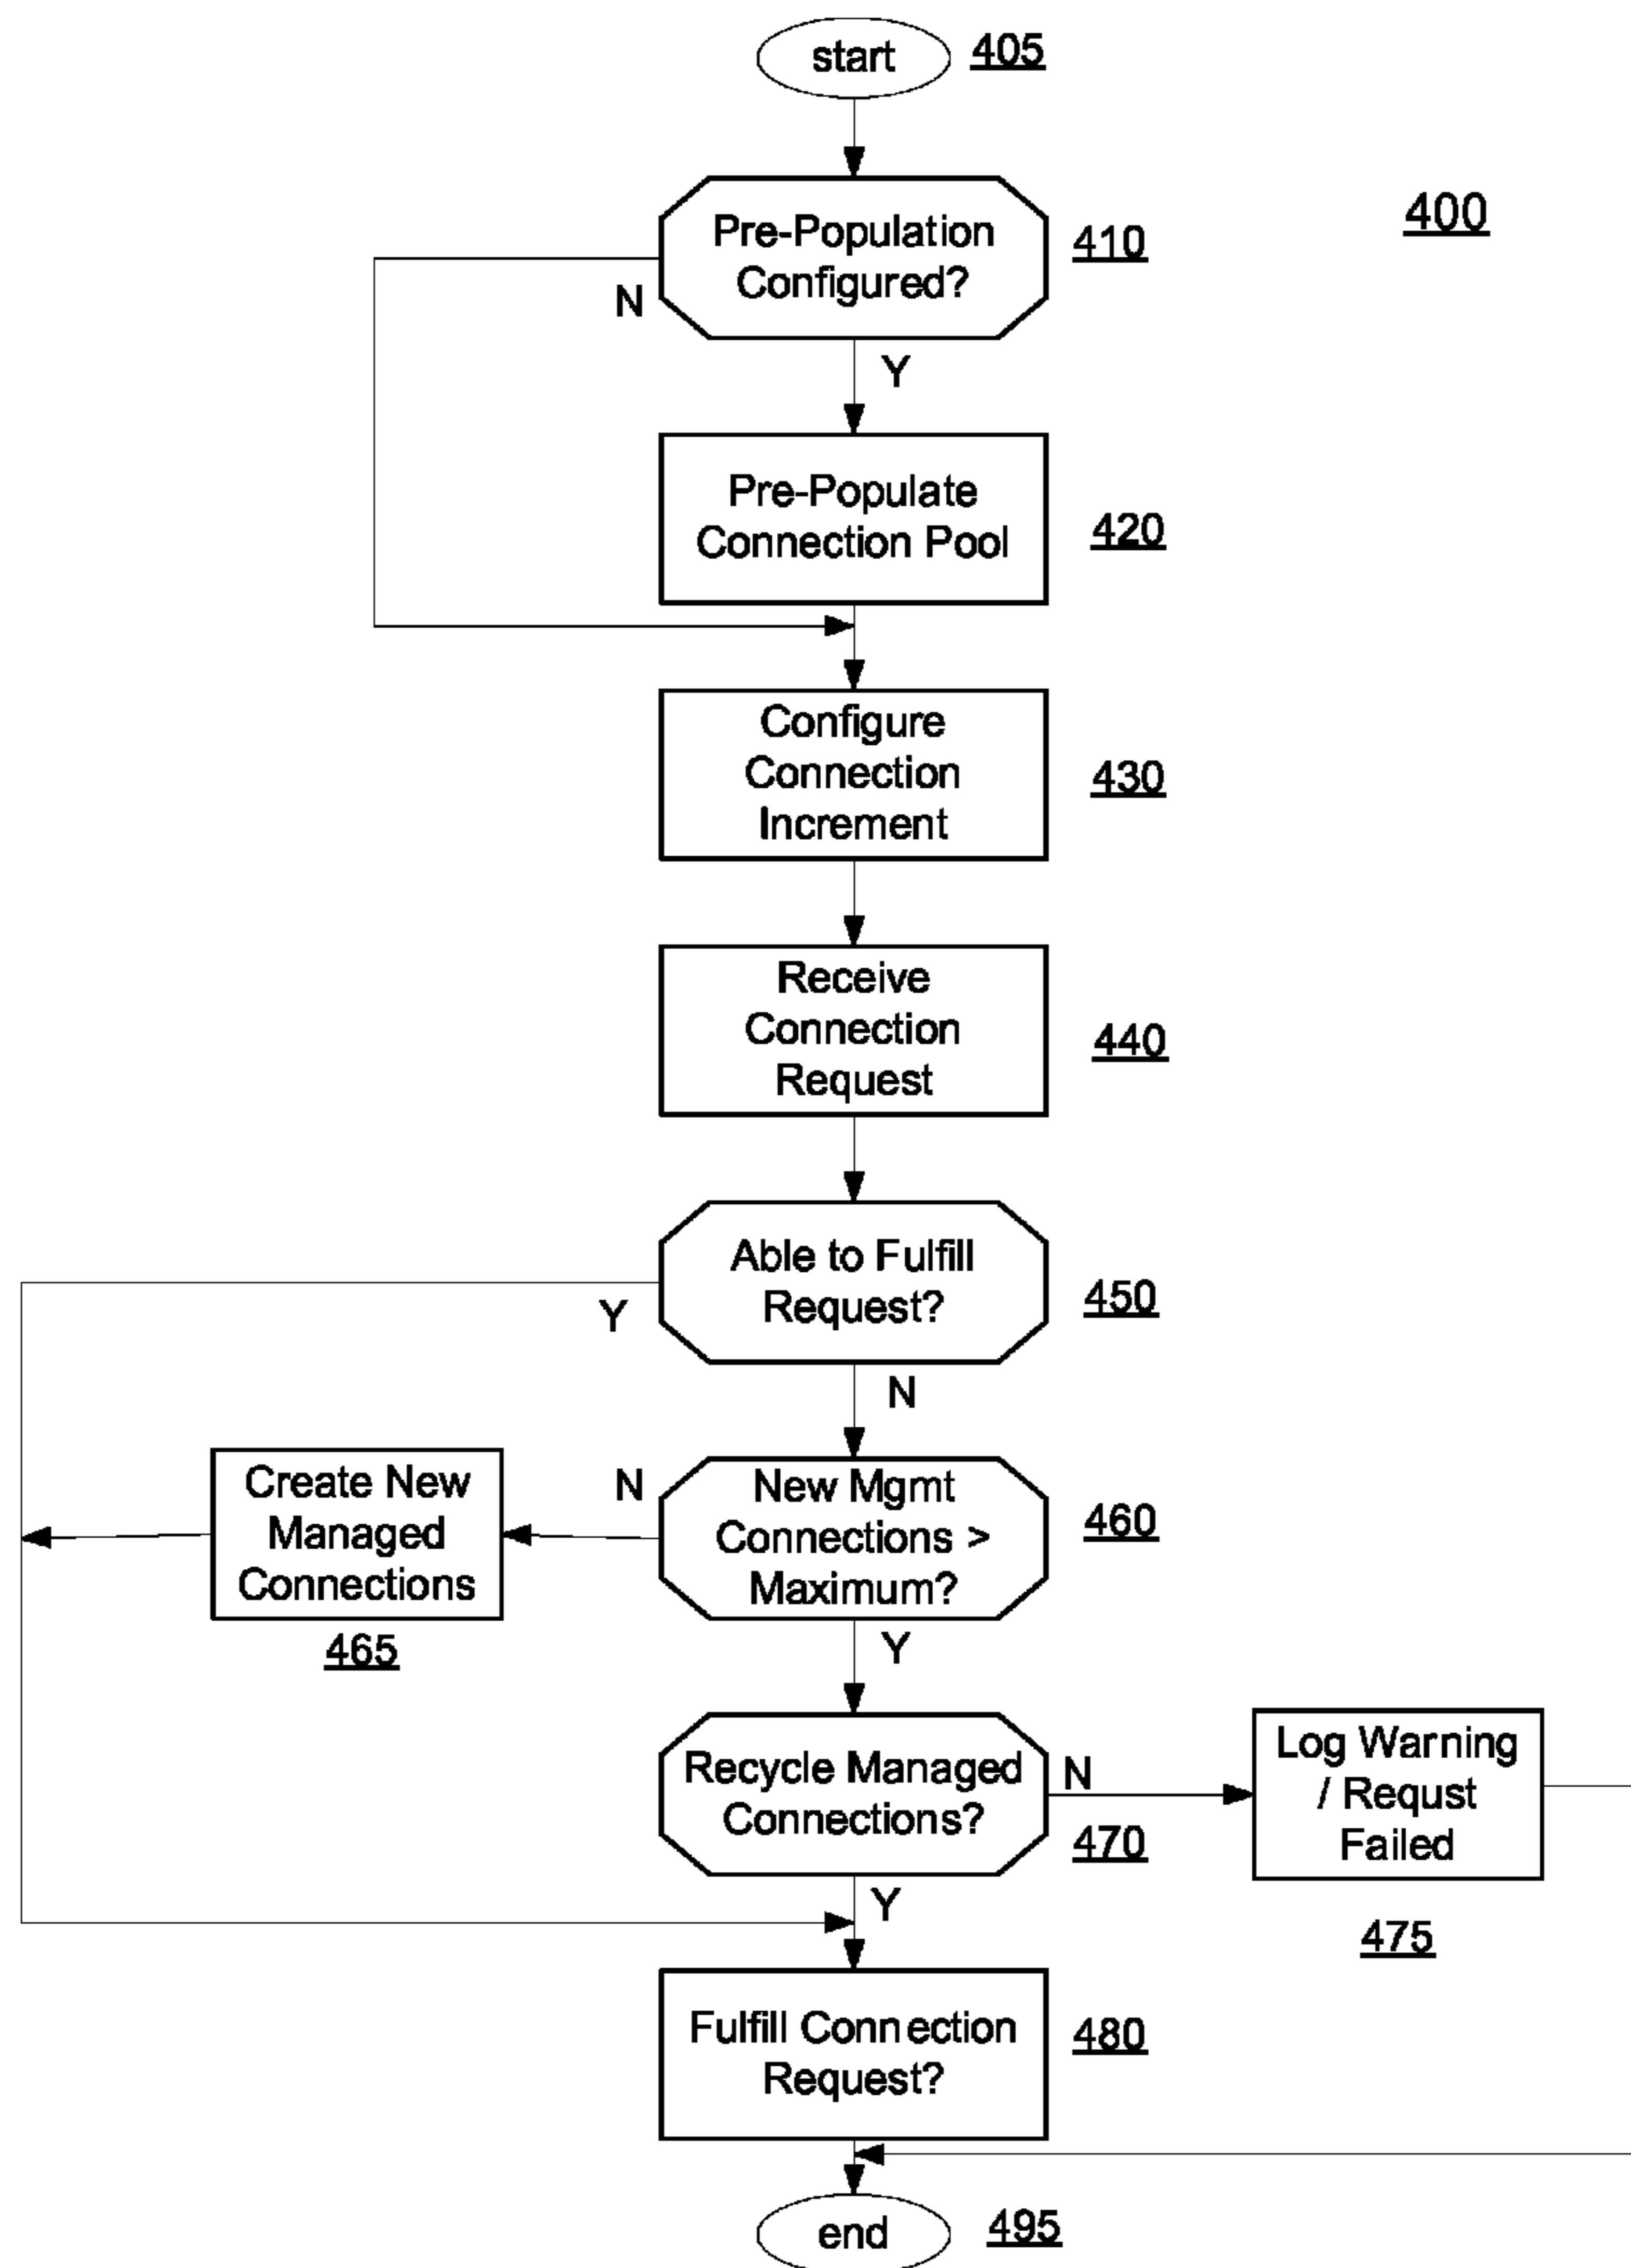 start
405
400
Pre-Population
Configured?
410
N
Y
Pre-Populate
Connection Pool
420
Configure
Connection
Increment
430
Receive
Connection
Request
440
Able to Fulfill
Request?
450
Y
N
Create New
Managed
Connections
465
N
New Mgmt
Connections >
Maximum?
460
Y
Recycle Managed
Connections?
470
N
Log Warning
/ Requst
Failed
475
Y
Fulfill Connection
Request?
480
end
495